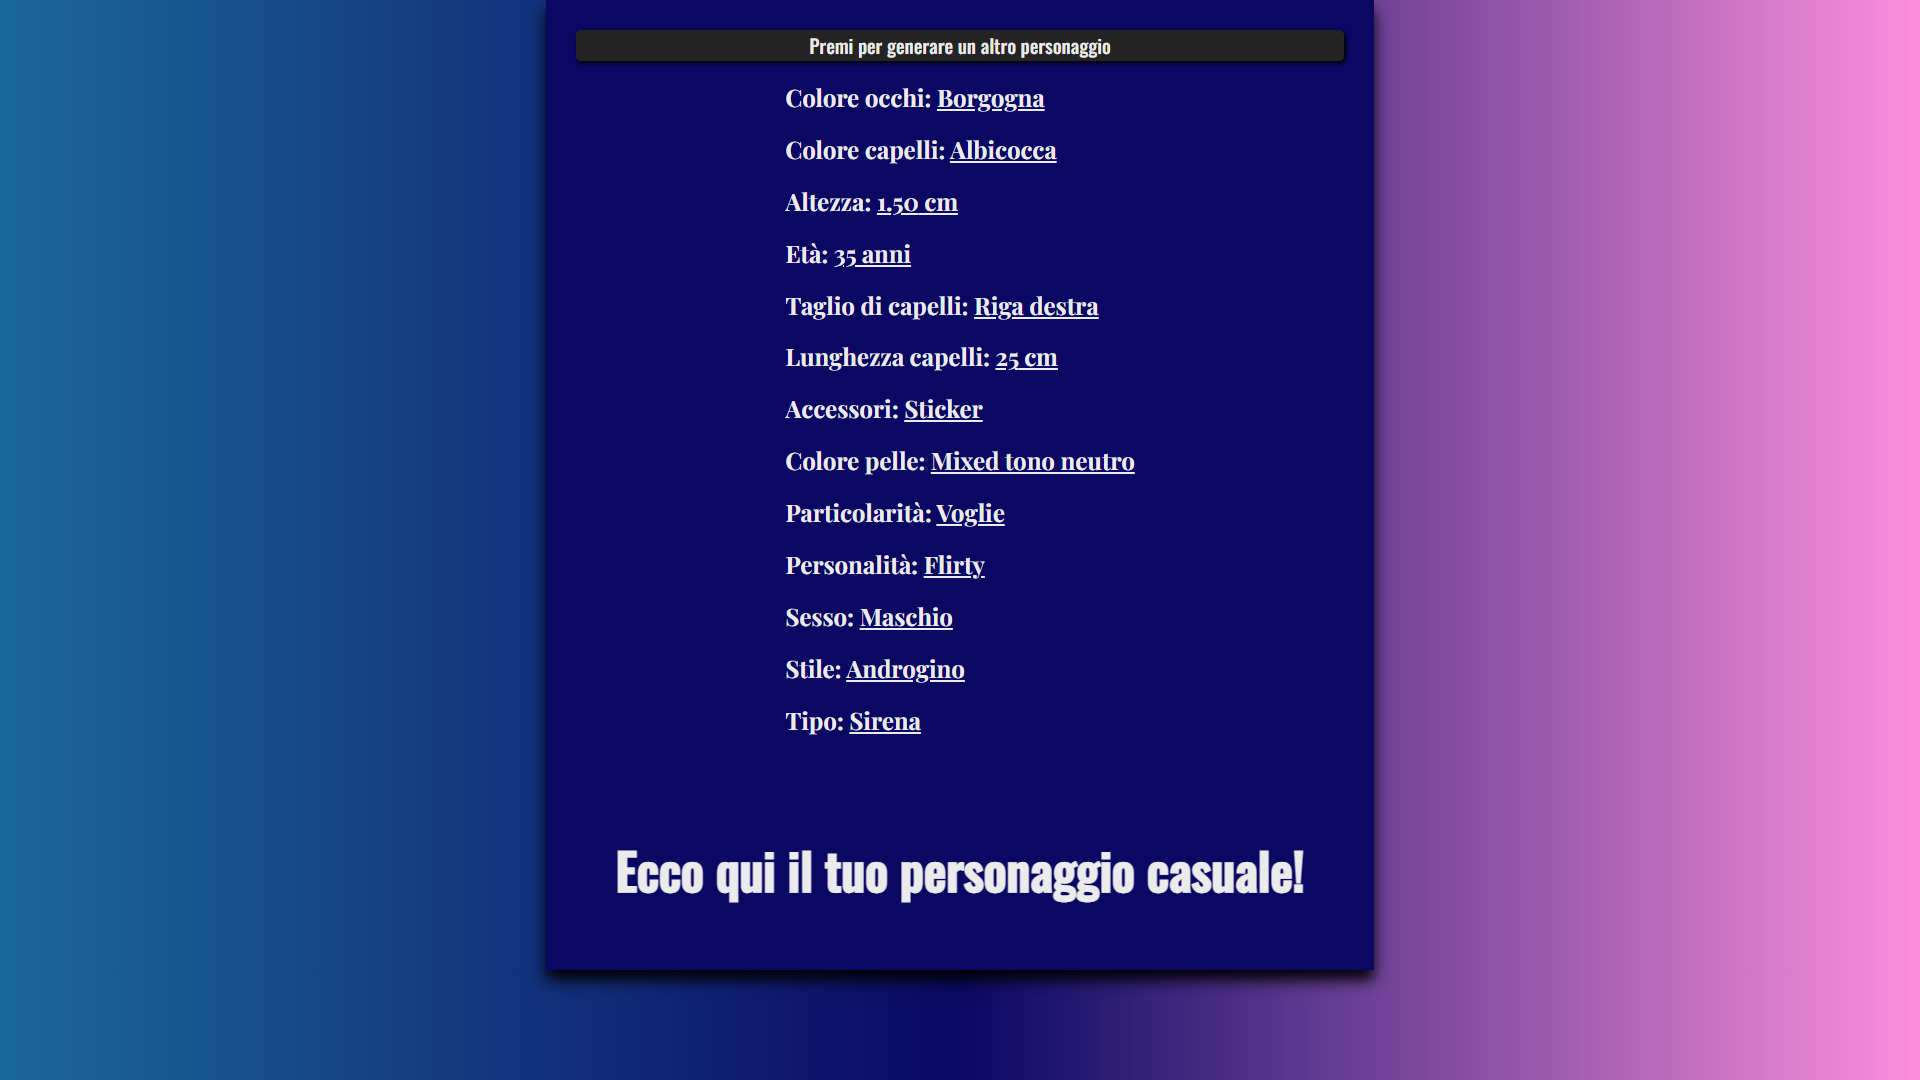 Premi per generare un altro personaggio
Colore occhi: Borgogna
Colore capelli: Albicocca
Altezza: 1.50 cm
Età: 35 anni
Taglio di capelli: Riga destra
Lunghezza capelli: 25 cm
Accessori: Sticker
Colore pelle: Mixed tono neutro
Particolarità: Voglie
Personalità: Flirty
Sesso: Maschio
Stile: Androgino
Tipo: Sirena
Ecco qui il tuo personaggio casuale!